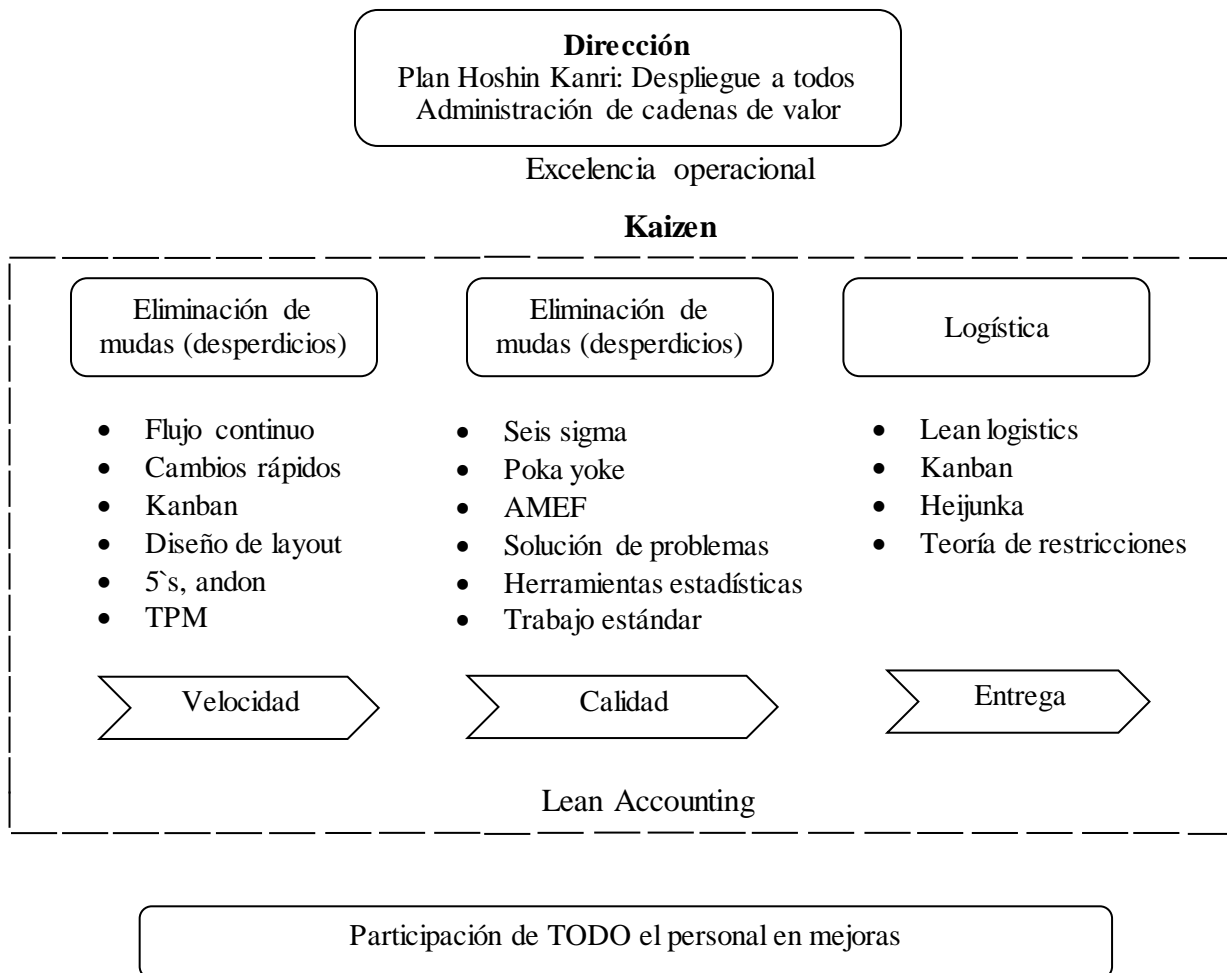 Dirección
Plan Hoshin Kanri: Despliegue a todos
Administración de cadenas de valor
Excelencia operacional
Kaizen
Eliminación de
mudas (desperdicios)
• Flujo continuo
• Cambios rápidos
• Kanban
• Diseño de layout
• 5`s, andon
• TPM
Velocidad
Eliminación de
mudas (desperdicios)
• Seis sigma
• Poka yoke
• AMEF
• Solución de problemas
• Herramientas estadísticas
• Trabajo estándar
Calidad
Logística
• Lean logistics
• Kanban
• Heijunka
• Teoría de restricciones
Entrega
Lean Accounting
Participación de TODO el personal en mejoras